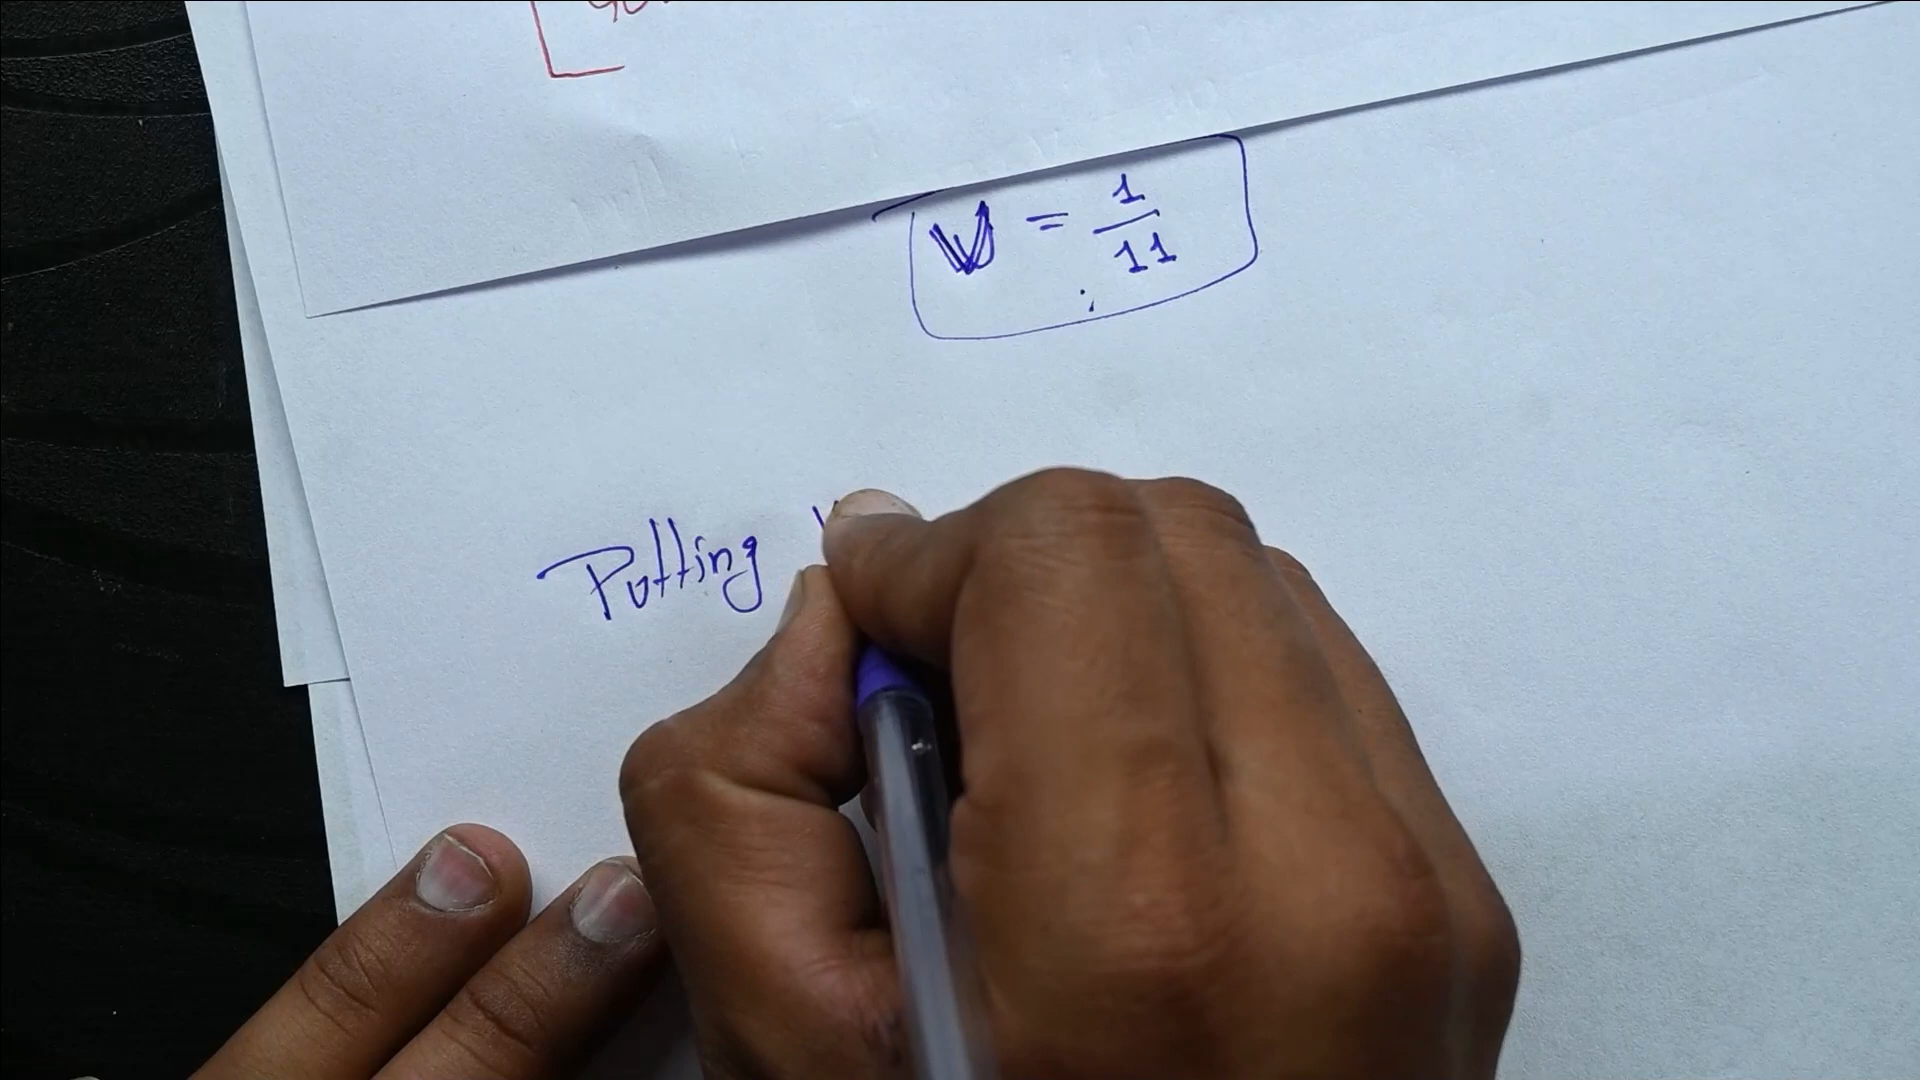 V = 1/11
Putting